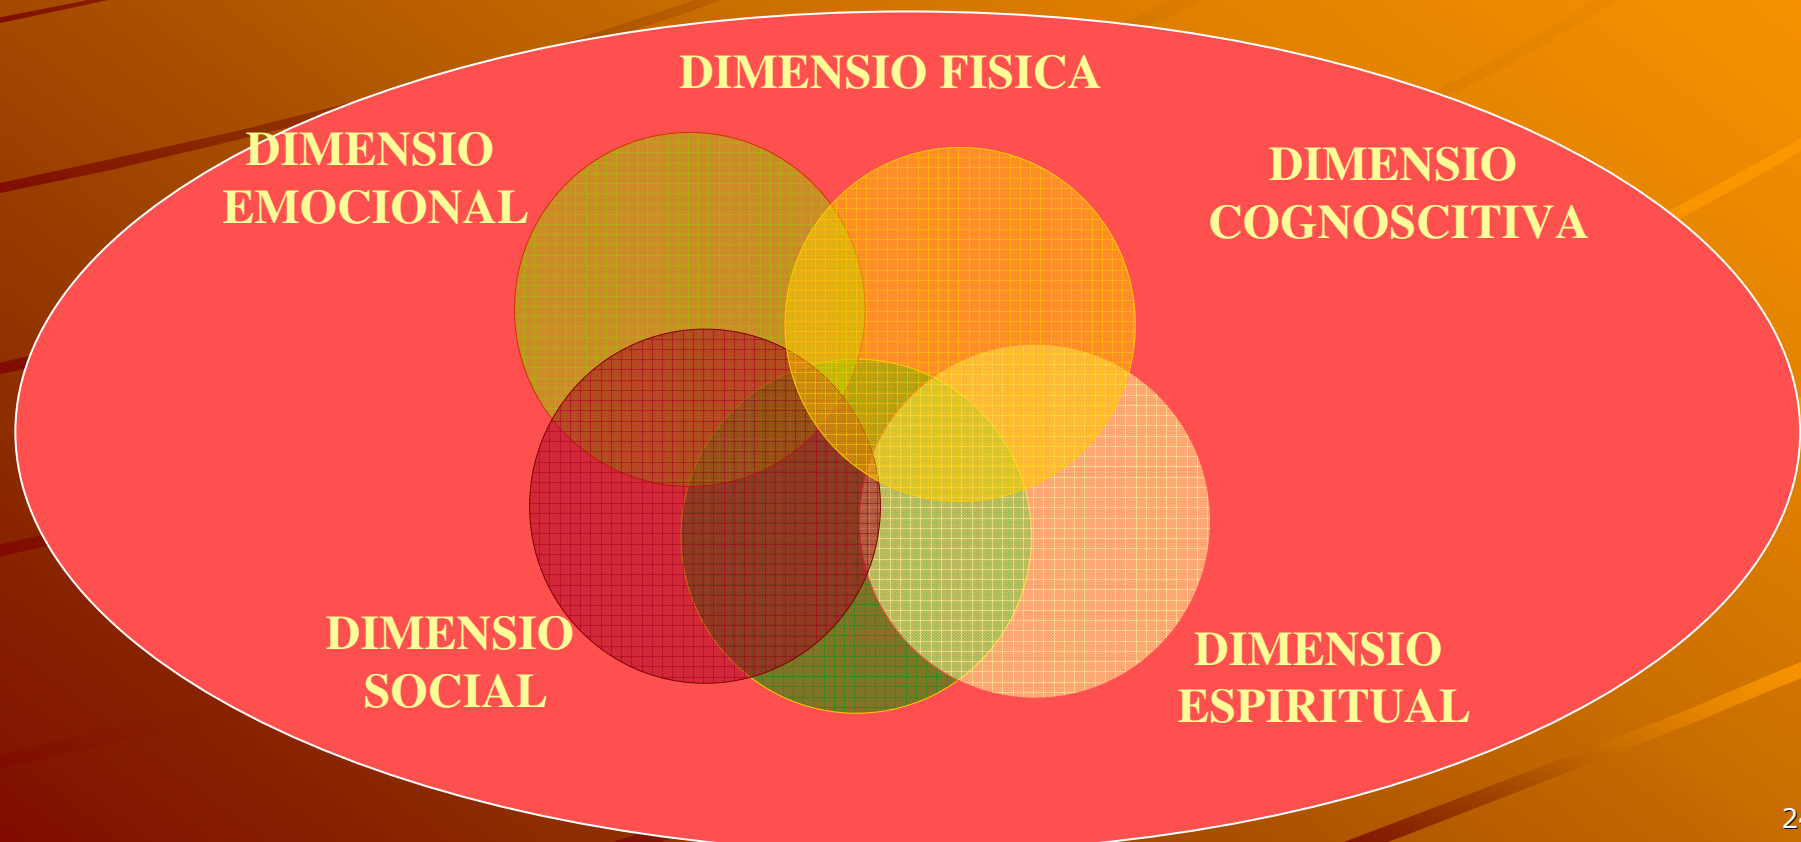 DIMENSIO FISICA
DIMENSIO
EMOCIONAL
DIMENSIO
COGNOSCITIVA
DIMENSIO
SOCIAL
DIMENSIO
ESPIRITUAL